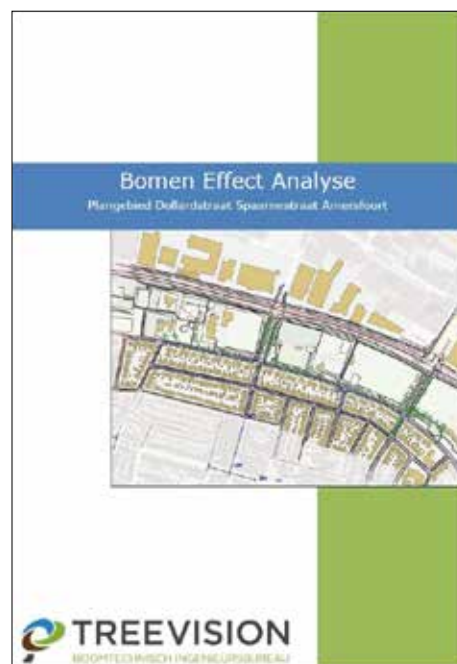 Bomen Effect Analyse
Plangebied Dollardstraat Spaarnestraat Amersfoort
TREEVISION
BOOMTECHNISCH INGENIEURSBUREAU